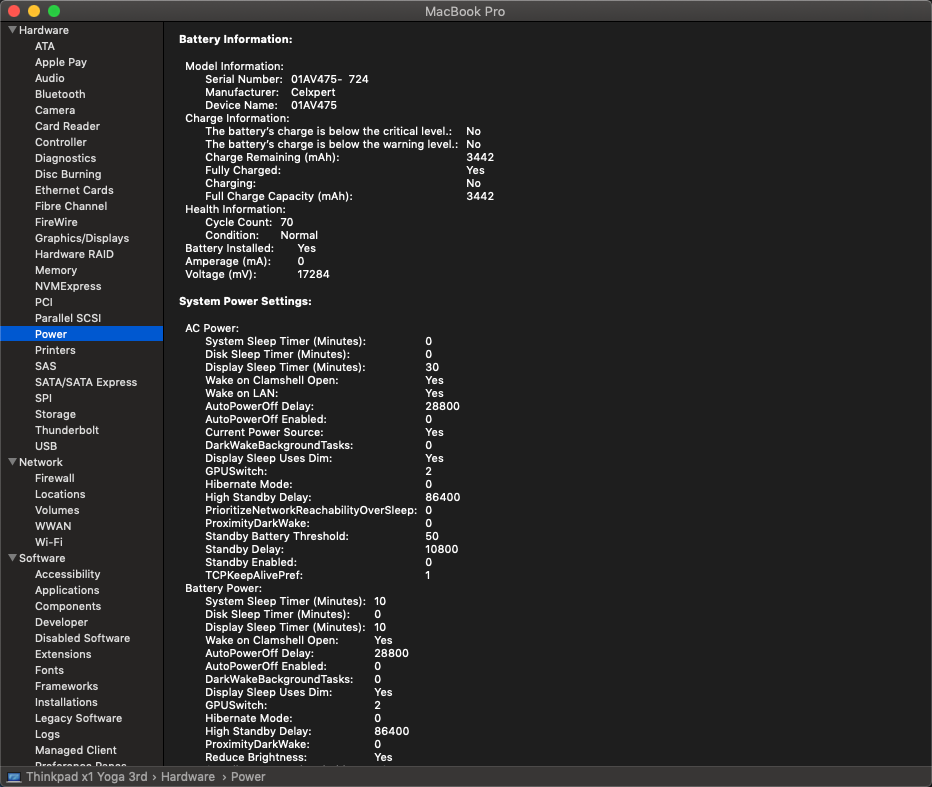 MacBook Pro
Hardware
ATA
Apple Pay
Audio
Bluetooth
Camera
Card Reader
Controller
Diagnostics
Disc Burning
Ethernet Cards
Fibre Channel
FireWire
Graphics/Displays
Hardware RAID
Memory
NVMExpress
PCI
Parallel SCSI
Power
Printers
SAS
SATA/SATA Express
SPI
Storage
Thunderbolt
USB
Network
Firewall
Locations
Volumes
WWAN
Wi-Fi
Software
Accessibility
Applications
Components
Developer
Disabled Software
Extensions
Fonts
Frameworks
Installations
Legacy Software
Logs
Managed Client
Preference Panes
Battery Information:
Model Information:
Serial Number: 01AV475- 724
Manufacturer: Celxpert
Device Name: 01AV475
Charge Information:
The battery’s charge is below the critical level.: No
The battery’s charge is below the warning level.: No
Charge Remaining (mAh): 3442
Fully Charged: Yes
Charging: No
Full Charge Capacity (mAh): 3442
Health Information:
Cycle Count: 70
Condition: Normal
Battery Installed: Yes
Amperage (mA): 0
Voltage (mV): 17284
System Power Settings:
AC Power:
System Sleep Timer (Minutes): 0
Disk Sleep Timer (Minutes): 0
Display Sleep Timer (Minutes): 30
Wake on Clamshell Open: Yes
Wake on LAN: Yes
AutoPowerOff Delay: 28800
AutoPowerOff Enabled: 0
Current Power Source: Yes
DarkWakeBackgroundTasks: 0
Display Sleep Uses Dim: Yes
GPUSwitch: 2
Hibernate Mode: 0
High Standby Delay: 86400
PrioritizeNetworkReachabilityOverSleep: 0
ProximityDarkWake: 0
Standby Battery Threshold: 50
Standby Delay: 10800
Standby Enabled: 0
TCPKeepAlivePref: 1
Battery Power:
System Sleep Timer (Minutes): 10
Disk Sleep Timer (Minutes): 0
Display Sleep Timer (Minutes): 10
Wake on Clamshell Open: Yes
AutoPowerOff Delay: 28800
AutoPowerOff Enabled: 0
DarkWakeBackgroundTasks: 0
Display Sleep Uses Dim: Yes
GPUSwitch: 2
Hibernate Mode: 0
High Standby Delay: 86400
ProximityDarkWake: 0
Reduce Brightness: Yes
Thinkpad x1 Yoga 3rd › Hardware › Power